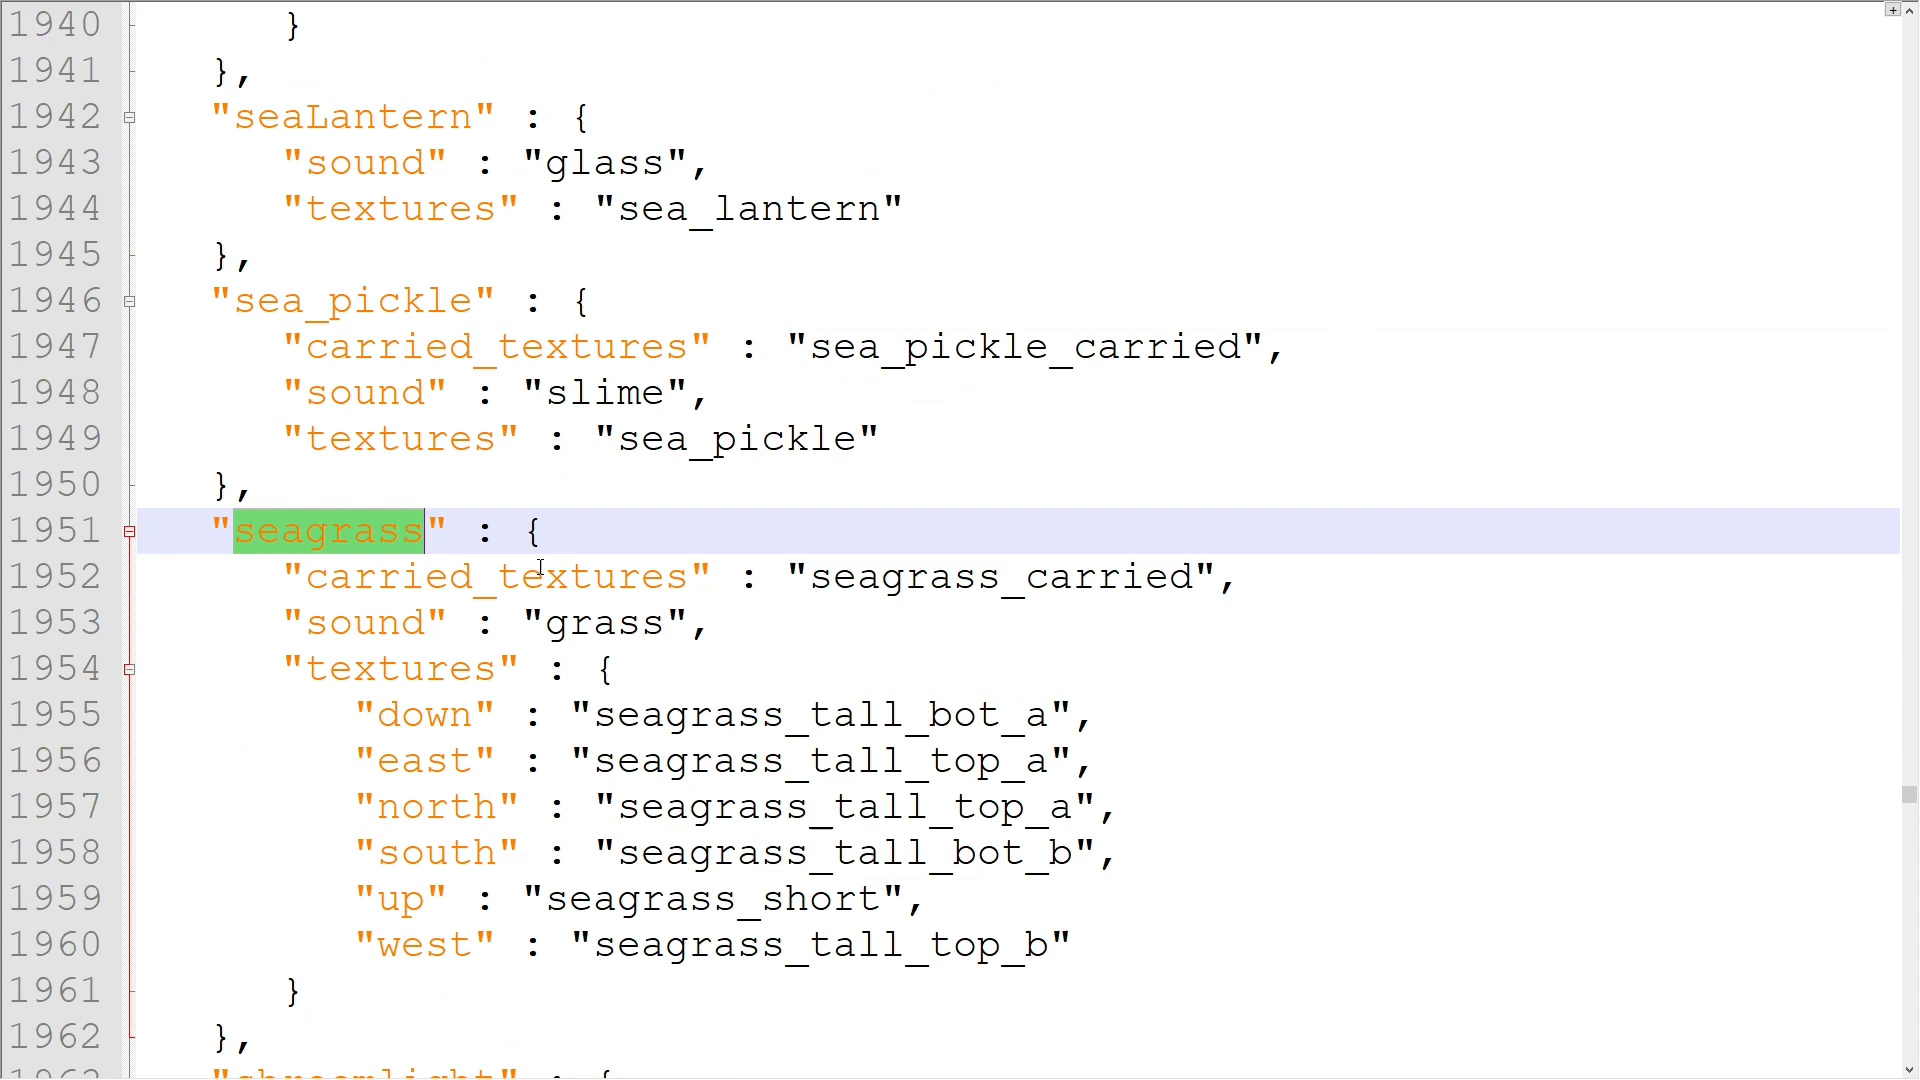 1940 }
1941 },
1942 "seaLantern" : {
1943 "sound" : "glass",
1944 "textures" : "sea_lantern"
1945 },
1946 "sea_pickle" : {
1947 "carried_textures" : "sea_pickle_carried",
1948 "sound" : "slime",
1949 "textures" : "sea_pickle"
1950 },
1951 "seagrass" : {
1952 "carried_textures" : "seagrass_carried",
1953 "sound" : "grass",
1954 "textures" : {
1955 "down" : "seagrass_tall_bot_a",
1956 "east" : "seagrass_tall_top_a",
1957 "north" : "seagrass_tall_top_a",
1958 "south" : "seagrass_tall_bot_b",
1959 "up" : "seagrass_short",
1960 "west" : "seagrass_tall_top_b"
1961 }
1962 },
1963 "shroomlight" : {